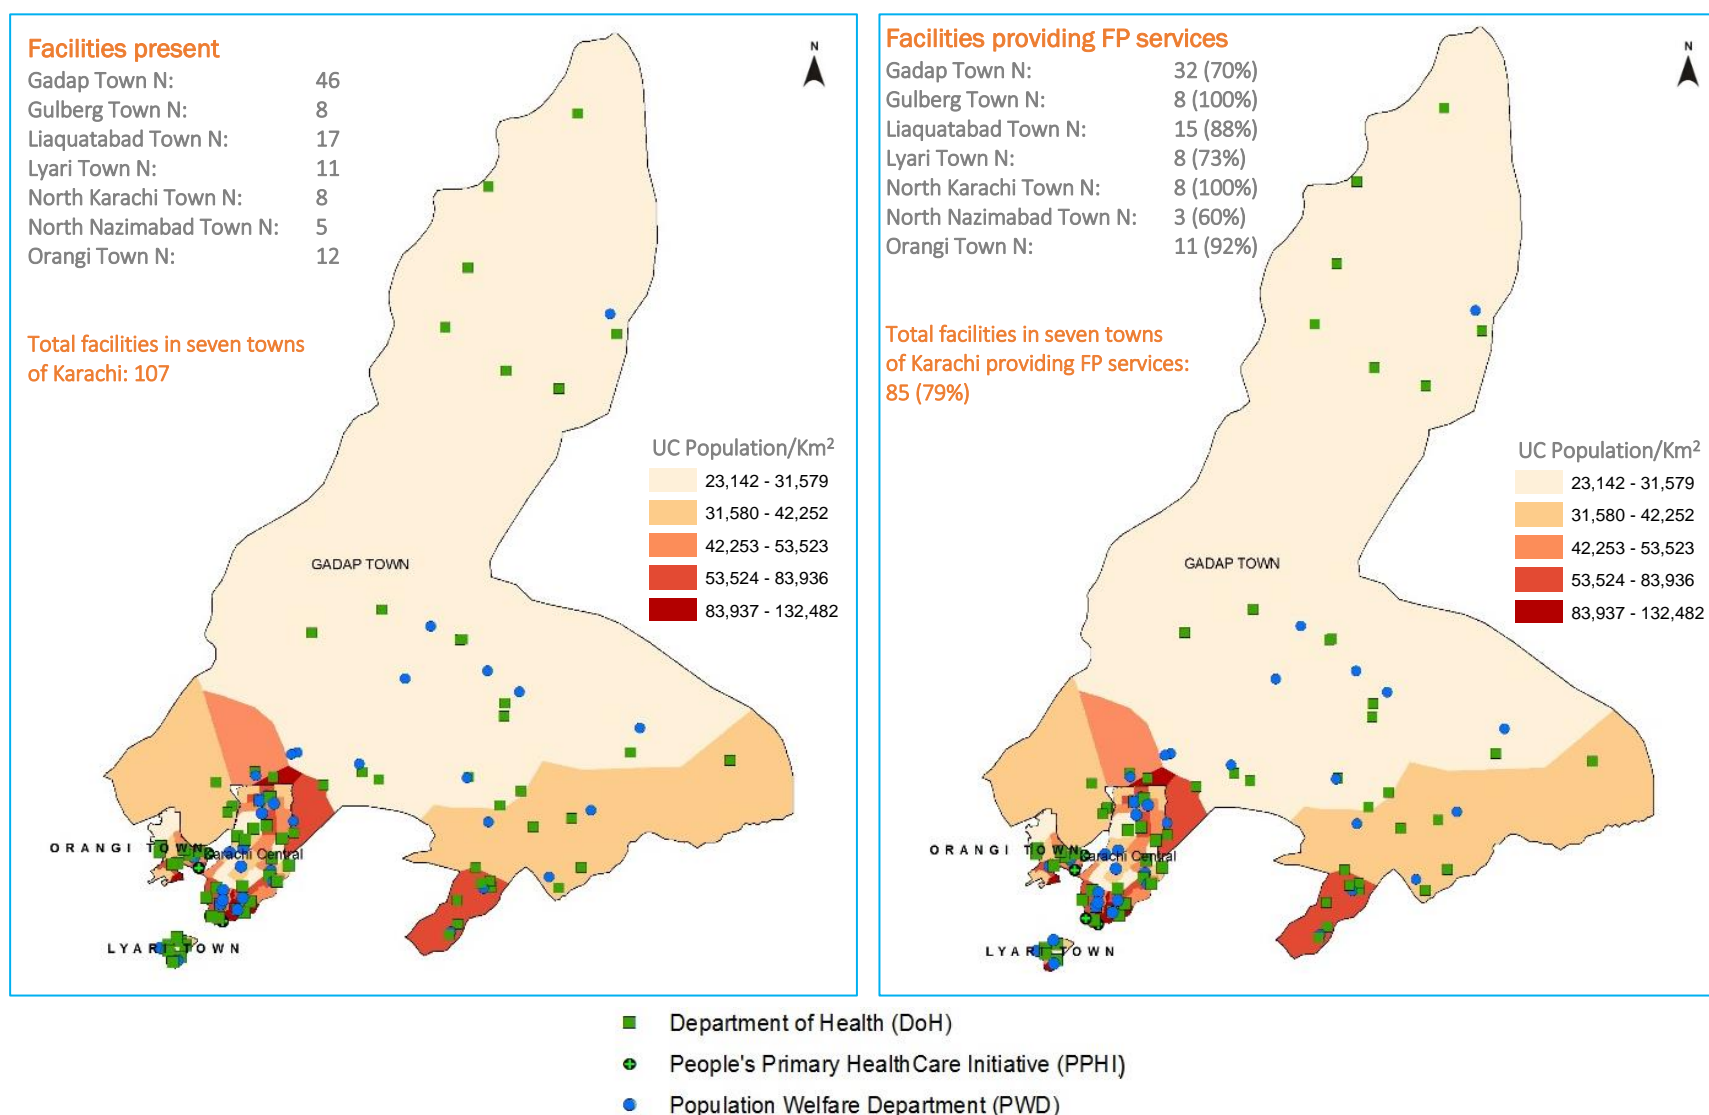 Facilities present
Gadap Town N: 46
Gulberg Town N: 8
Liaquatabad Town N: 17
Lyari Town N: 11
North Karachi Town N: 8
North Nazimabad Town N: 5
Orangi Town N: 12
Total facilities in seven towns
of Karachi: 107
N
UC Population/Km²
23,142 - 31,579
31,580 - 42,252
42,253 - 53,523
53,524 - 83,936
83,937 - 132,482
GADAP TOWN
ORANGI TOWN
Karachi Central
LYARI TOWN
Facilities providing FP services
Gadap Town N: 32 (70%)
Gulberg Town N: 8 (100%)
Liaquatabad Town N: 15 (88%)
Lyari Town N: 8 (73%)
North Karachi Town N: 8 (100%)
North Nazimabad Town N: 3 (60%)
Orangi Town N: 11 (92%)
Total facilities in seven towns
of Karachi providing FP services:
85 (79%)
N
UC Population/Km²
23,142 - 31,579
31,580 - 42,252
42,253 - 53,523
53,524 - 83,936
83,937 - 132,482
GADAP TOWN
ORANGI TOWN
Karachi Central
LYARI TOWN
Department of Health (DoH)
People's Primary HealthCare Initiative (PPHI)
Population Welfare Department (PWD)